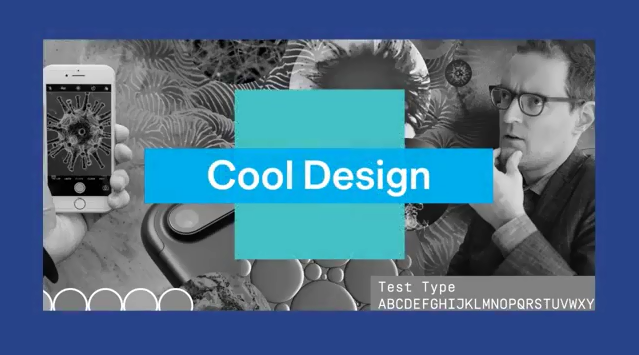 Cool Design
Test Type
ABCDEFGHIJKLMNOPQRSTUVWXY